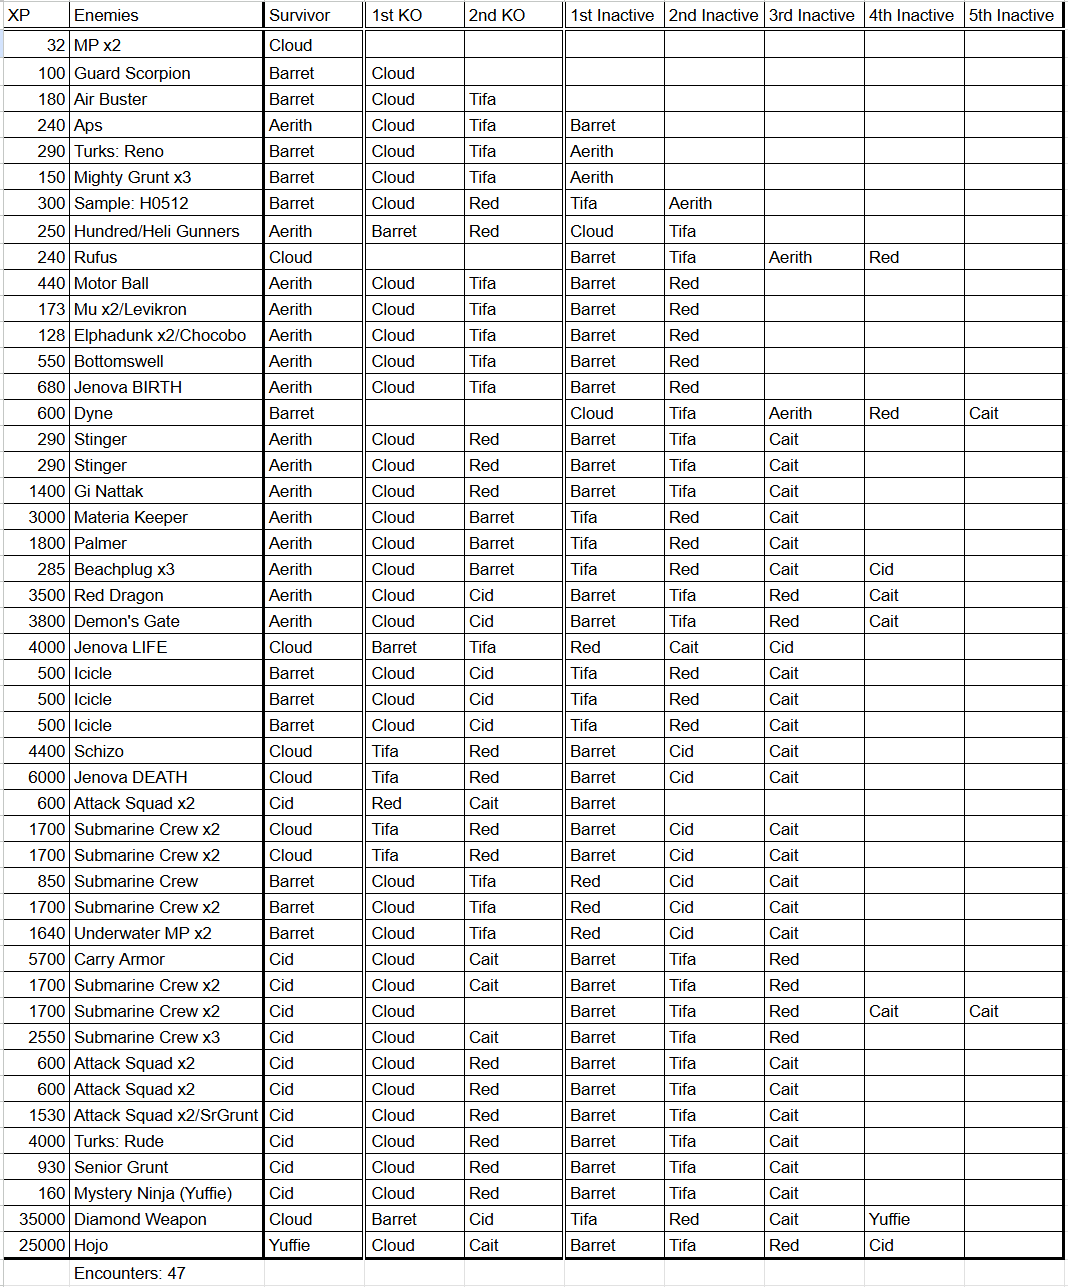 XP Enemies Survivor 1st KO 2nd KO 1st Inactive 2nd Inactive 3rd Inactive 4th Inactive 5th Inactive
32 MP x2 Cloud
100 Guard Scorpion Barret Cloud
180 Air Buster Barret Cloud Tifa
240 Aps Aerith Cloud Tifa Barret
290 Turks: Reno Barret Cloud Tifa Aerith
150 Mighty Grunt x3 Barret Cloud Tifa Aerith
300 Sample: H0512 Barret Cloud Red Tifa Aerith
250 Hundred/Heli Gunners Aerith Barret Red Cloud Tifa
240 Rufus Cloud Barret Tifa Aerith Red
440 Motor Ball Aerith Cloud Tifa Barret Red
173 Mu x2/Levikron Aerith Cloud Tifa Barret Red
128 Elphadunk x2/Chocobo Aerith Cloud Tifa Barret Red
550 Bottomswell Aerith Cloud Tifa Barret Red
680 Jenova BIRTH Aerith Cloud Tifa Barret Red
600 Dyne Barret Cloud Tifa Aerith Red Cait
290 Stinger Aerith Cloud Red Barret Tifa Cait
290 Stinger Aerith Cloud Red Barret Tifa Cait
1400 Gi Nattak Aerith Cloud Red Barret Tifa Cait
3000 Materia Keeper Aerith Cloud Barret Tifa Red Cait
1800 Palmer Aerith Cloud Barret Tifa Red Cait
285 Beachplug x3 Aerith Cloud Barret Tifa Red Cait Cid
3500 Red Dragon Aerith Cloud Cid Barret Tifa Red Cait
3800 Demon's Gate Aerith Cloud Cid Barret Tifa Red Cait
4000 Jenova LIFE Cloud Barret Tifa Red Cait Cid
500 Icicle Barret Cloud Cid Tifa Red Cait
500 Icicle Barret Cloud Cid Tifa Red Cait
500 Icicle Barret Cloud Cid Tifa Red Cait
4400 Schizo Cloud Tifa Red Barret Cid Cait
6000 Jenova DEATH Cloud Tifa Red Barret Cid Cait
600 Attack Squad x2 Cid Red Cait Barret
1700 Submarine Crew x2 Cloud Tifa Red Barret Cid Cait
1700 Submarine Crew x2 Cloud Tifa Red Barret Cid Cait
850 Submarine Crew Barret Cloud Tifa Red Cid Cait
1700 Submarine Crew x2 Barret Cloud Tifa Red Cid Cait
1640 Underwater MP x2 Barret Cloud Tifa Red Cid Cait
5700 Carry Armor Cid Cloud Cait Barret Tifa Red
1700 Submarine Crew x2 Cid Cloud Cait Barret Tifa Red
1700 Submarine Crew x2 Cid Cloud Barret Tifa Red Cait Cait
2550 Submarine Crew x3 Cid Cloud Cait Barret Tifa Red
600 Attack Squad x2 Cid Cloud Red Barret Tifa Cait
600 Attack Squad x2 Cid Cloud Red Barret Tifa Cait
1530 Attack Squad x2/SrGrunt Cid Cloud Red Barret Tifa Cait
4000 Turks: Rude Cid Cloud Red Barret Tifa Cait
930 Senior Grunt Cid Cloud Red Barret Tifa Cait
160 Mystery Ninja (Yuffie) Cid Cloud Red Barret Tifa Cait
35000 Diamond Weapon Cloud Barret Cid Tifa Red Cait Yuffie
25000 Hojo Yuffie Cloud Cait Barret Tifa Red Cid
Encounters: 47